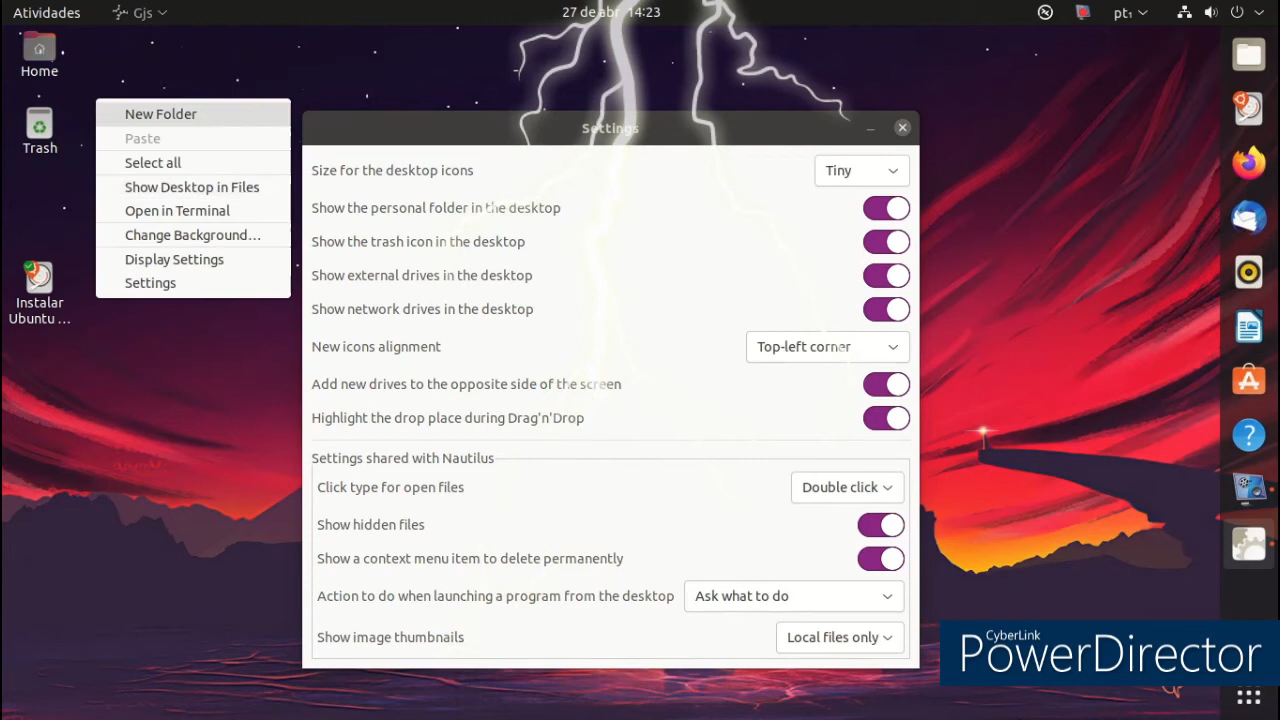 Atividades
Gjs
27 de abr 14:23
pt₁
Home
Trash
Instalar
Ubuntu ...
New Folder
Paste
Select all
Show Desktop in Files
Open in Terminal
Change Background...
Display Settings
Settings
Settings
Size for the desktop icons
Tiny
Show the personal folder in the desktop
Show the trash icon in the desktop
Show external drives in the desktop
Show network drives in the desktop
New icons alignment
Top-left corner
Add new drives to the opposite side of the screen
Highlight the drop place during Drag'n'Drop
Settings shared with Nautilus
Click type for open files
Double click
Show hidden files
Show a context menu item to delete permanently
Action to do when launching a program from the desktop
Ask what to do
Show image thumbnails
Local files only
CyberLink
PowerDirector